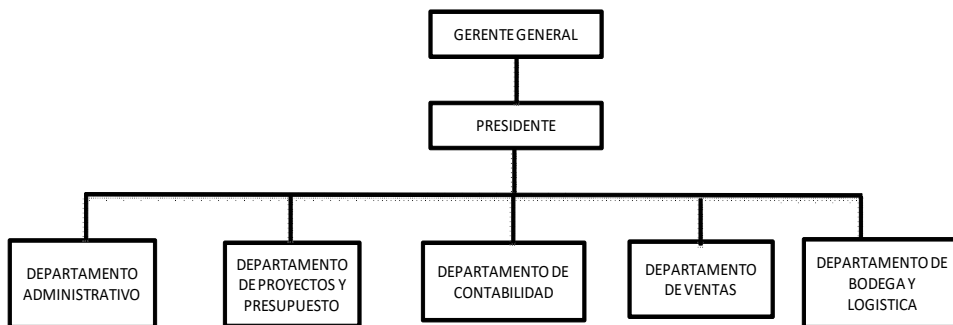 GERENTE GENERAL
PRESIDENTE
DEPARTAMENTO
ADMINISTRATIVO
DEPARTAMENTO
DE PROYECTOS Y
PRESUPUESTO
DEPARTAMENTO DE
CONTABILIDAD
DEPARTAMENTO
DE VENTAS
DEPARTAMENTO DE
BODEGA Y
LOGISTICA